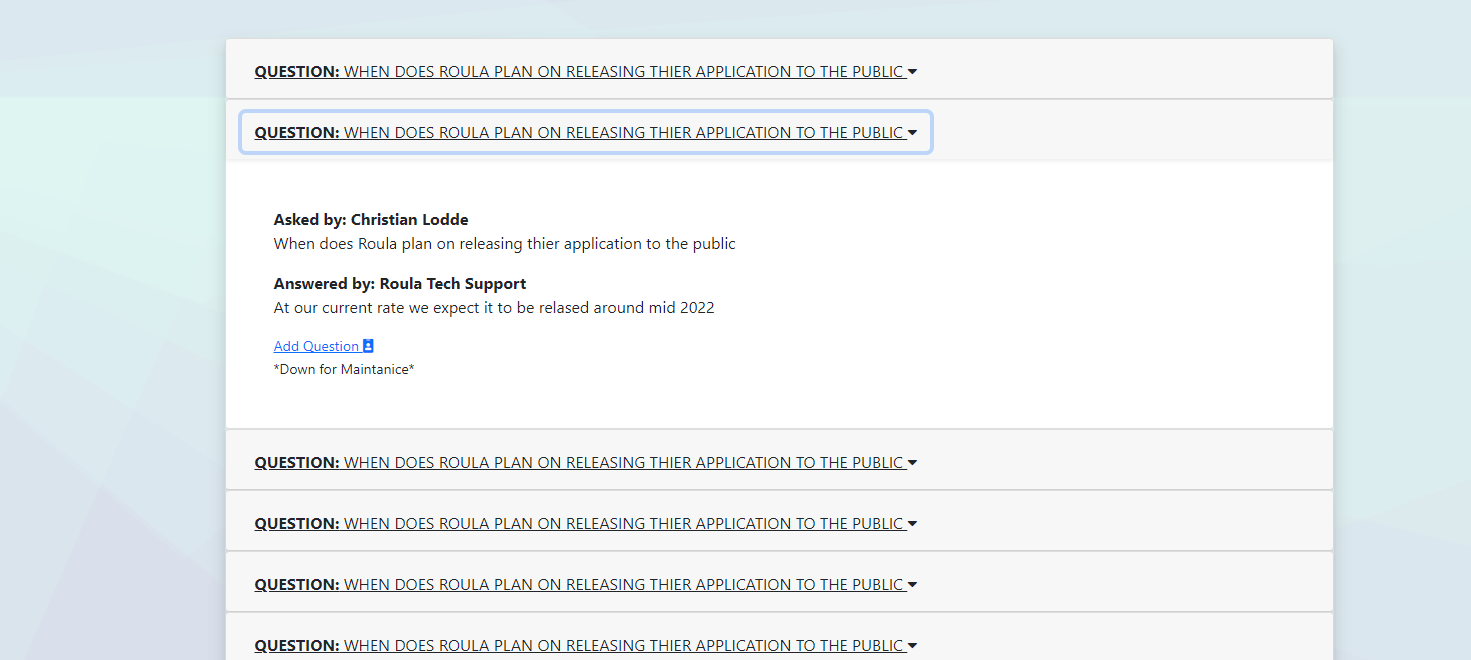 QUESTION: WHEN DOES ROULA PLAN ON RELEASING THIER APPLICATION TO THE PUBLIC
QUESTION: WHEN DOES ROULA PLAN ON RELEASING THIER APPLICATION TO THE PUBLIC
Asked by: Christian Lodde
When does Roula plan on releasing thier application to the public
Answered by: Roula Tech Support
At our current rate we expect it to be relased around mid 2022
Add Question
*Down for Maintanice*
QUESTION: WHEN DOES ROULA PLAN ON RELEASING THIER APPLICATION TO THE PUBLIC
QUESTION: WHEN DOES ROULA PLAN ON RELEASING THIER APPLICATION TO THE PUBLIC
QUESTION: WHEN DOES ROULA PLAN ON RELEASING THIER APPLICATION TO THE PUBLIC
QUESTION: WHEN DOES ROULA PLAN ON RELEASING THIER APPLICATION TO THE PUBLIC